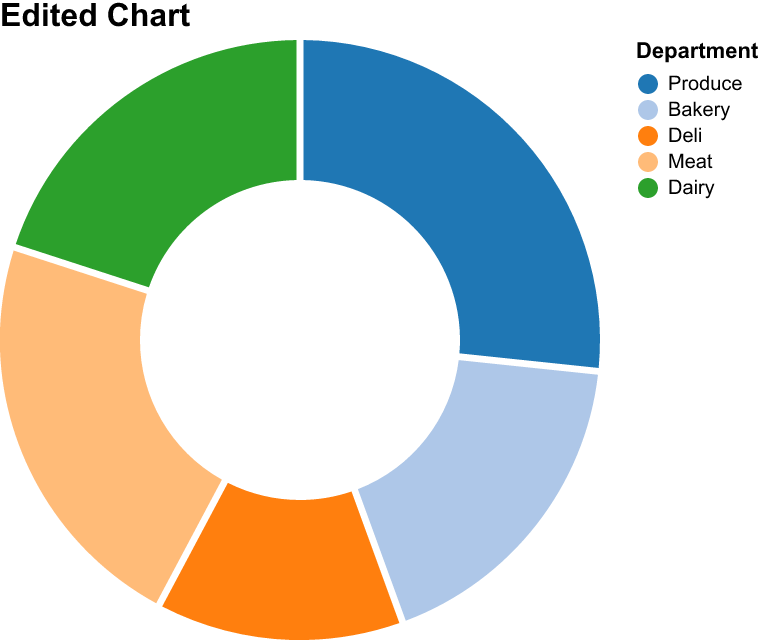 Edited Chart
Department
Produce
Bakery
Deli
Meat
Dairy